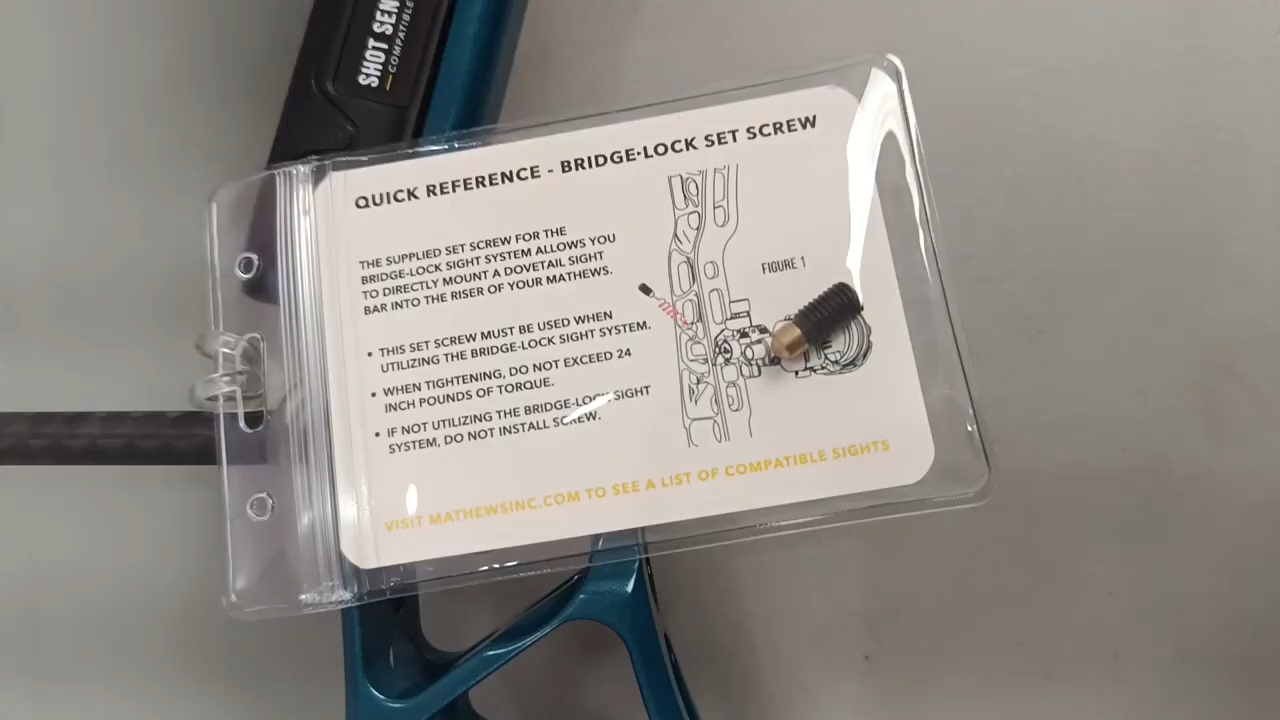 SHOT SEN
COMPATIBLE
QUICK REFERENCE - BRIDGE•LOCK SET SCREW
THE SUPPLIED SET SCREW FOR THE
BRIDGE-LOCK SIGHT SYSTEM ALLOWS YOU
TO DIRECTLY MOUNT A DOVETAIL SIGHT
BAR INTO THE RISER OF YOUR MATHEWS.
• THIS SET SCREW MUST BE USED WHEN
UTILIZING THE BRIDGE-LOCK SIGHT SYSTEM.
• WHEN TIGHTENING, DO NOT EXCEED 24
INCH POUNDS OF TORQUE.
• IF NOT UTILIZING THE BRIDGE-LOCK SIGHT
SYSTEM, DO NOT INSTALL SCREW.
FIGURE 1
VISIT MATHEWSINC.COM TO SEE A LIST OF COMPATIBLE SIGHTS